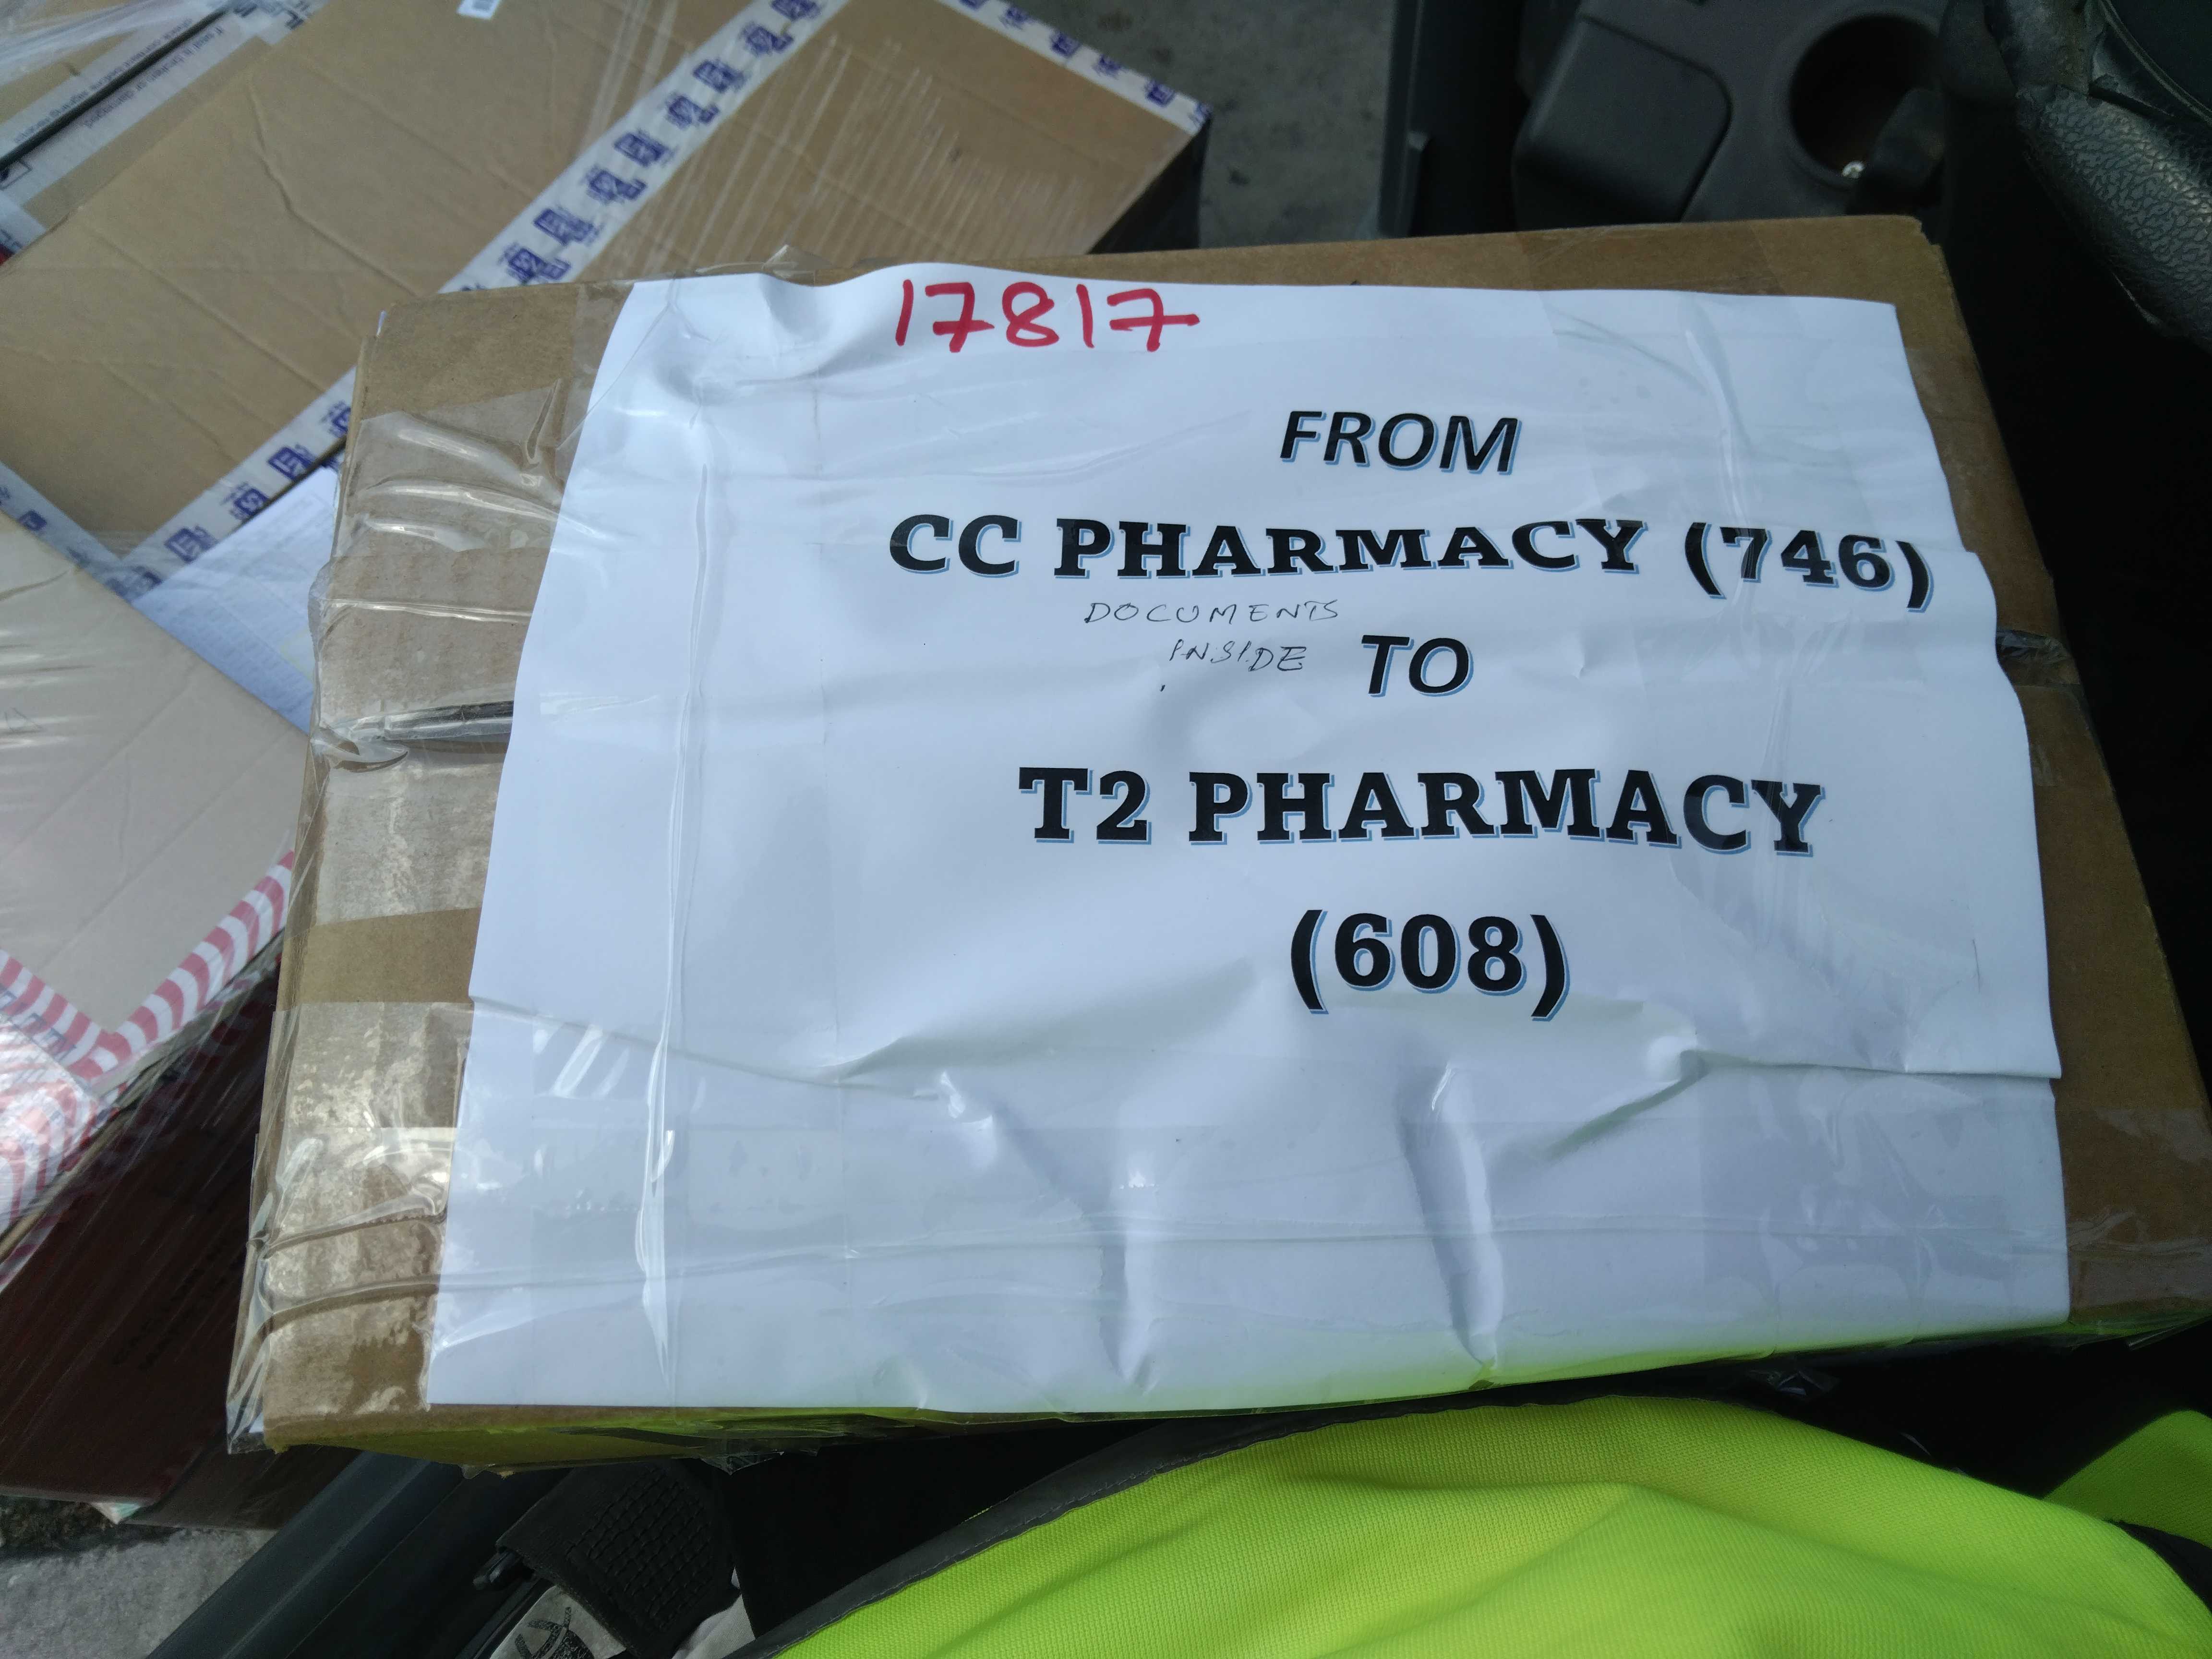 17817
FROM
CC PHARMACY (746)
DOCUMENTS
INSIDE
TO
T2 PHARMACY
(608)